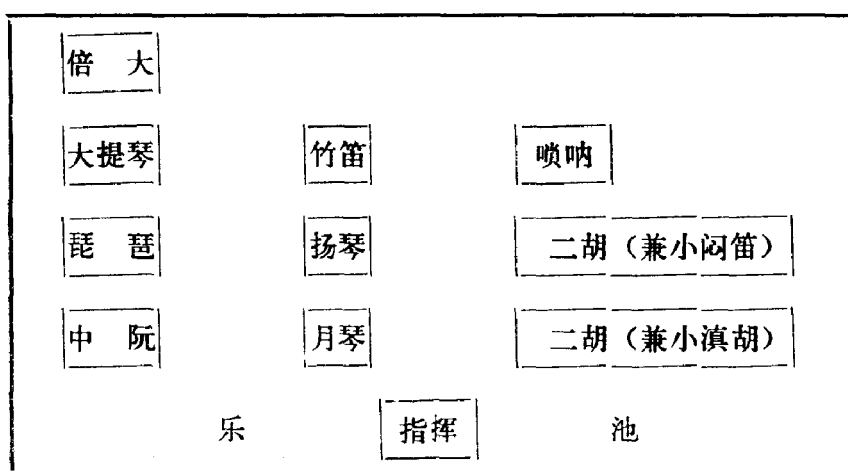 倍大
大提琴 竹笛 唢呐
琵琶 扬琴 二胡（兼小闷笛）
中阮 月琴 二胡（兼小滇胡）
乐 指挥 池